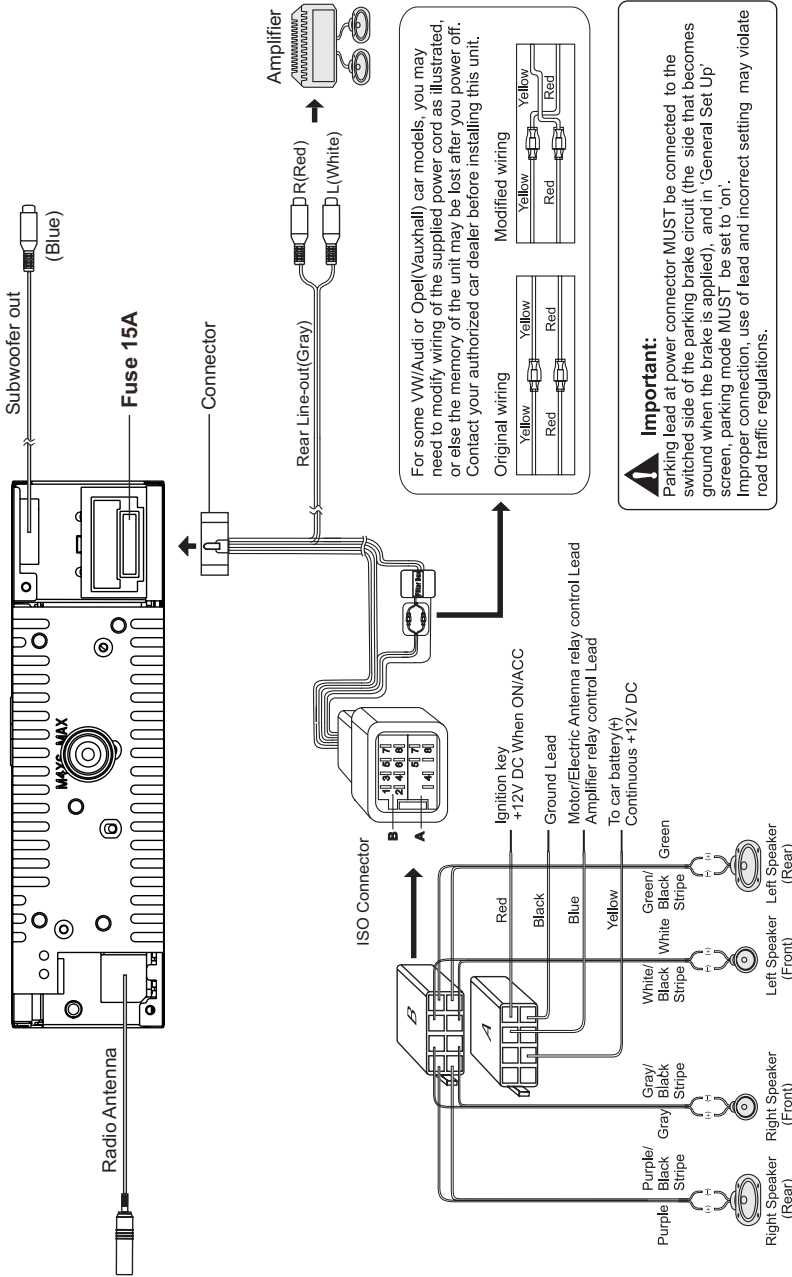 Subwoofer out
(Blue)
Fuse 15A
Connector
M4X6 MAX
Radio Antenna
Amplifier
R(Red)
L(White)
Rear Line-out(Gray)
Filter Box
ISO Connector
B
A
1 3 5 7
2 4 6 8
5 7
4 6 8
B
A
Red
Ignition key
+12V DC When ON/ACC
Black
Ground Lead
Blue
Motor/Electric Antenna relay control Lead
Amplifier relay control Lead
Yellow
To car battery(+)
Continuous +12V DC
Purple
Purple/
Black
Stripe
Gray
Gray/
Black
Stripe
White/
Black
Stripe
White
Green/
Black
Stripe
Green
Right Speaker
(Rear)
Right Speaker
(Front)
Left Speaker
(Front)
Left Speaker
(Rear)
For some VW/Audi or Opel(Vauxhall) car models, you may
need to modify wiring of the supplied power cord as illustrated,
or else the memory of the unit may be lost after you power off.
Contact your authorized car dealer before installing this unit.
Original wiring
Yellow Yellow
Red Red
Modified wiring
Yellow Yellow
Red Red
Important:
Parking lead at power connector MUST be connected to the
switched side of the parking brake circuit (the side that becomes
ground when the brake is applied), and in ‘General Set Up’
screen, parking mode MUST be set to ‘on’.
Improper connection, use of lead and incorrect setting may violate
road traffic regulations.